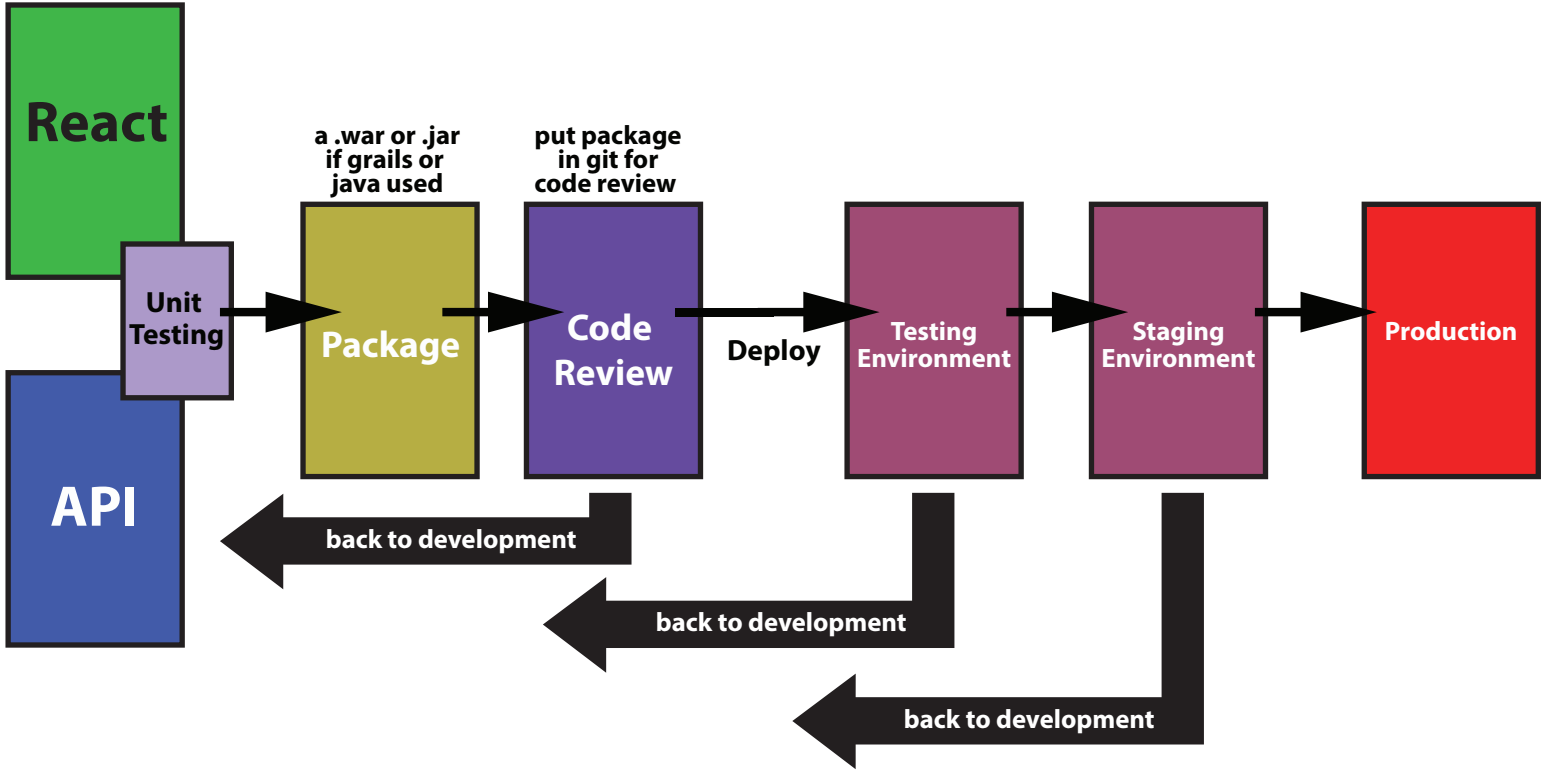 React
a .war or .jar
if grails or
java used
put package
in git for
code review
Unit
Testing
Package
Code
Review
Deploy
Testing
Environment
Staging
Environment
Production
API
back to development
back to development
back to development